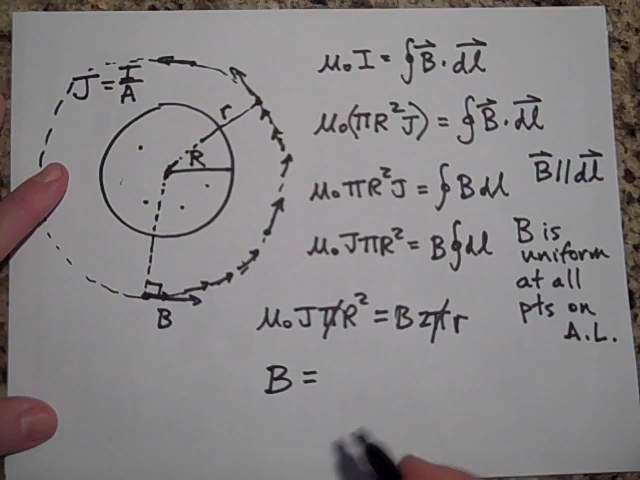 J⃗ = I/A
r
R
B
μ₀I = ∮B⃗ · dl⃗
μ₀(πR²J) = ∮B⃗ · dl⃗
μ₀πR²J = ∮B dl B⃗ // dl⃗
μ₀JπR² = B∮dl
B is
uniform
at all
pts on
A.L.
μ₀JπR² = B2πr
B =